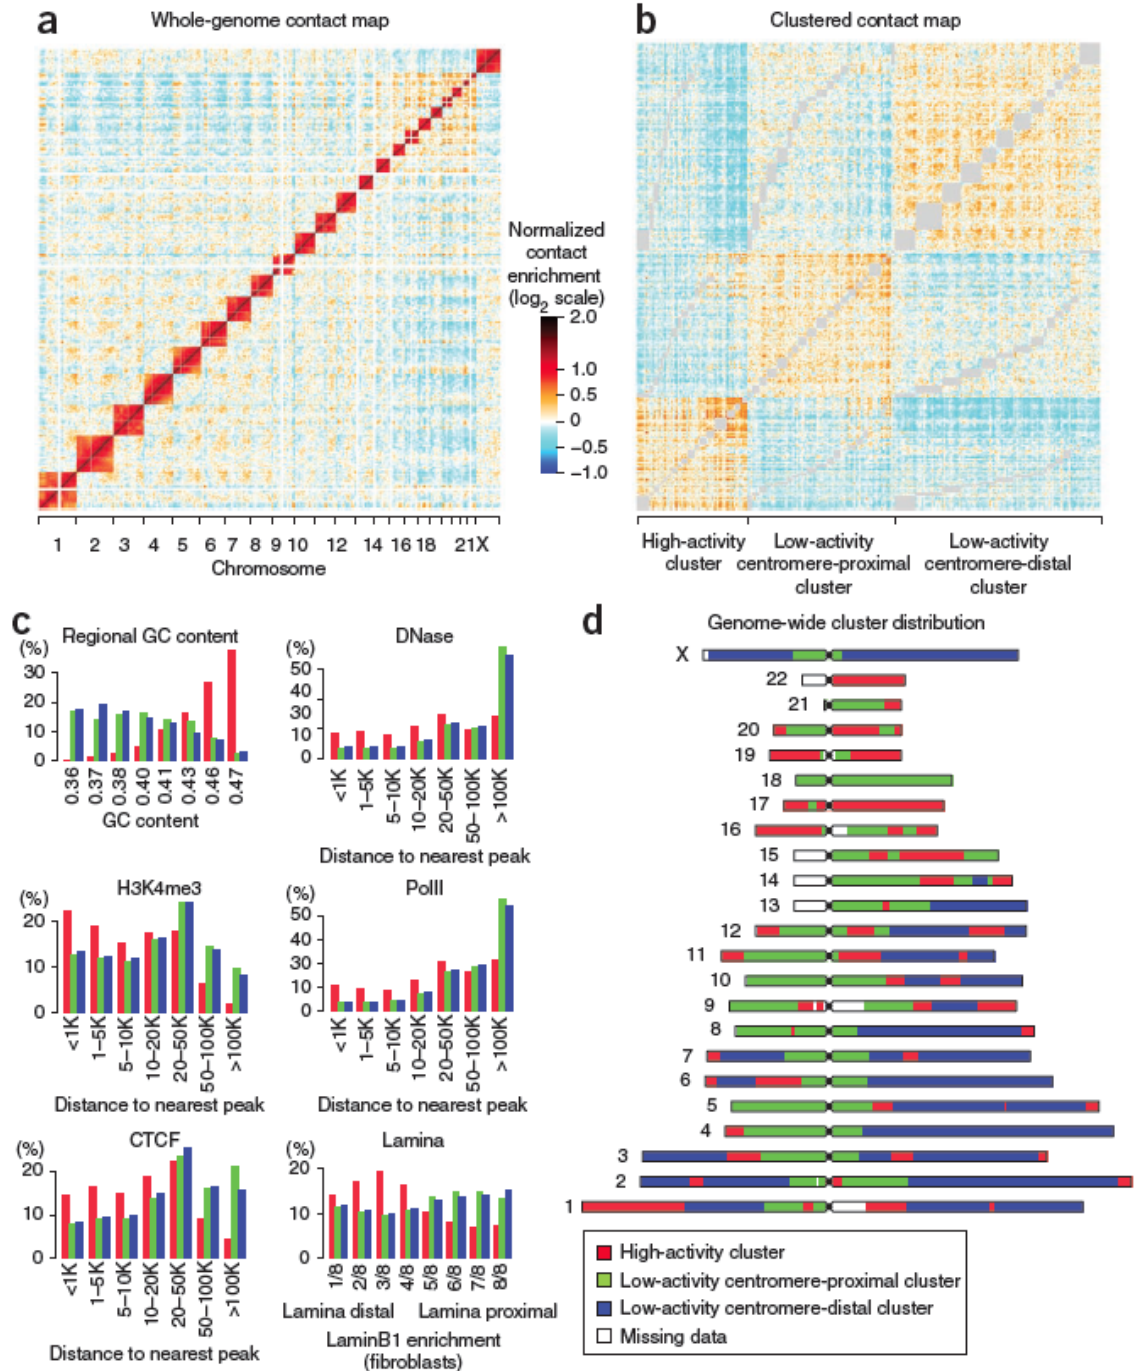 a
Whole-genome contact map
1 2 3 4 5 6 7 8 9 10 12 14 16 18 21 X
Chromosome
Normalized
contact
enrichment
(log2 scale)
2.0
1.0
0.5
0
−0.5
−1.0
b
Clustered contact map
High-activity
cluster
Low-activity
centromere-proximal
cluster
Low-activity
centromere-distal
cluster
c
Regional GC content
(%)
30
20
10
0
0.36 0.37 0.38 0.40 0.41 0.43 0.46 0.47
GC content
DNase
(%)
50
30
20
10
0
<1K 1–5K 5–10K 10–20K 20–50K 50–100K >100K
Distance to nearest peak
H3K4me3
(%)
20
10
0
<1K 1–5K 5–10K 10–20K 20–50K 50–100K >100K
Distance to nearest peak
PolII
(%)
50
30
20
10
0
<1K 1–5K 5–10K 10–20K 20–50K 50–100K >100K
Distance to nearest peak
CTCF
(%)
20
10
0
<1K 1–5K 5–10K 10–20K 20–50K 50–100K >100K
Distance to nearest peak
Lamina
(%)
20
15
10
0
1/8 2/8 3/8 4/8 5/8 6/8 7/8 8/8
Lamina distal Lamina proximal
LaminB1 enrichment
(fibroblasts)
d
Genome-wide cluster distribution
X
22
21
20
19
18
17
16
15
14
13
12
11
10
9
8
7
6
5
4
3
2
1
High-activity cluster
Low-activity centromere-proximal cluster
Low-activity centromere-distal cluster
Missing data